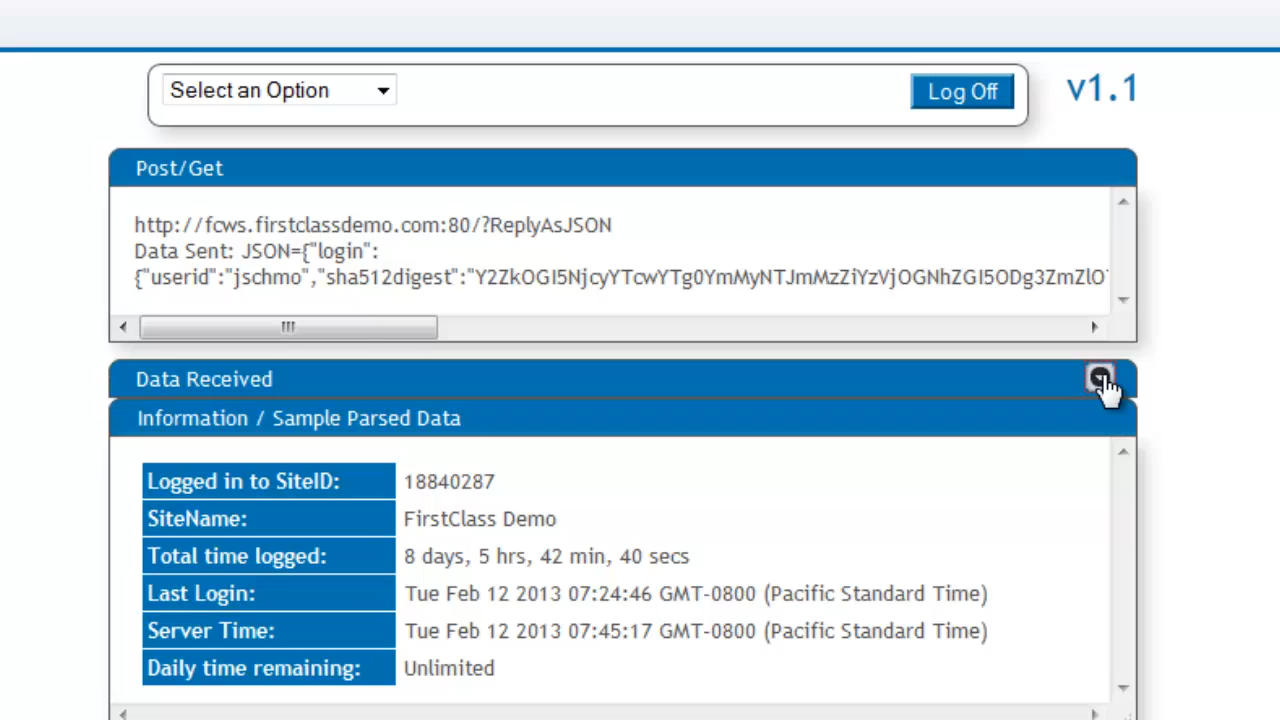 Select an Option
Log Off
v1.1
Post/Get
http://fcws.firstclassdemo.com:80/?ReplyAsJSON
Data Sent: JSON={"login":
{"userid":"jschmo","sha512digest":"Y2ZkOGI5NjcyYTcwYTg0YmMyNTJmMzZiYzVjOGNhZGI5ODg3ZmZlO
Data Received
Information / Sample Parsed Data
Logged in to SiteID: 18840287
SiteName: FirstClass Demo
Total time logged: 8 days, 5 hrs, 42 min, 40 secs
Last Login: Tue Feb 12 2013 07:24:46 GMT-0800 (Pacific Standard Time)
Server Time: Tue Feb 12 2013 07:45:17 GMT-0800 (Pacific Standard Time)
Daily time remaining: Unlimited